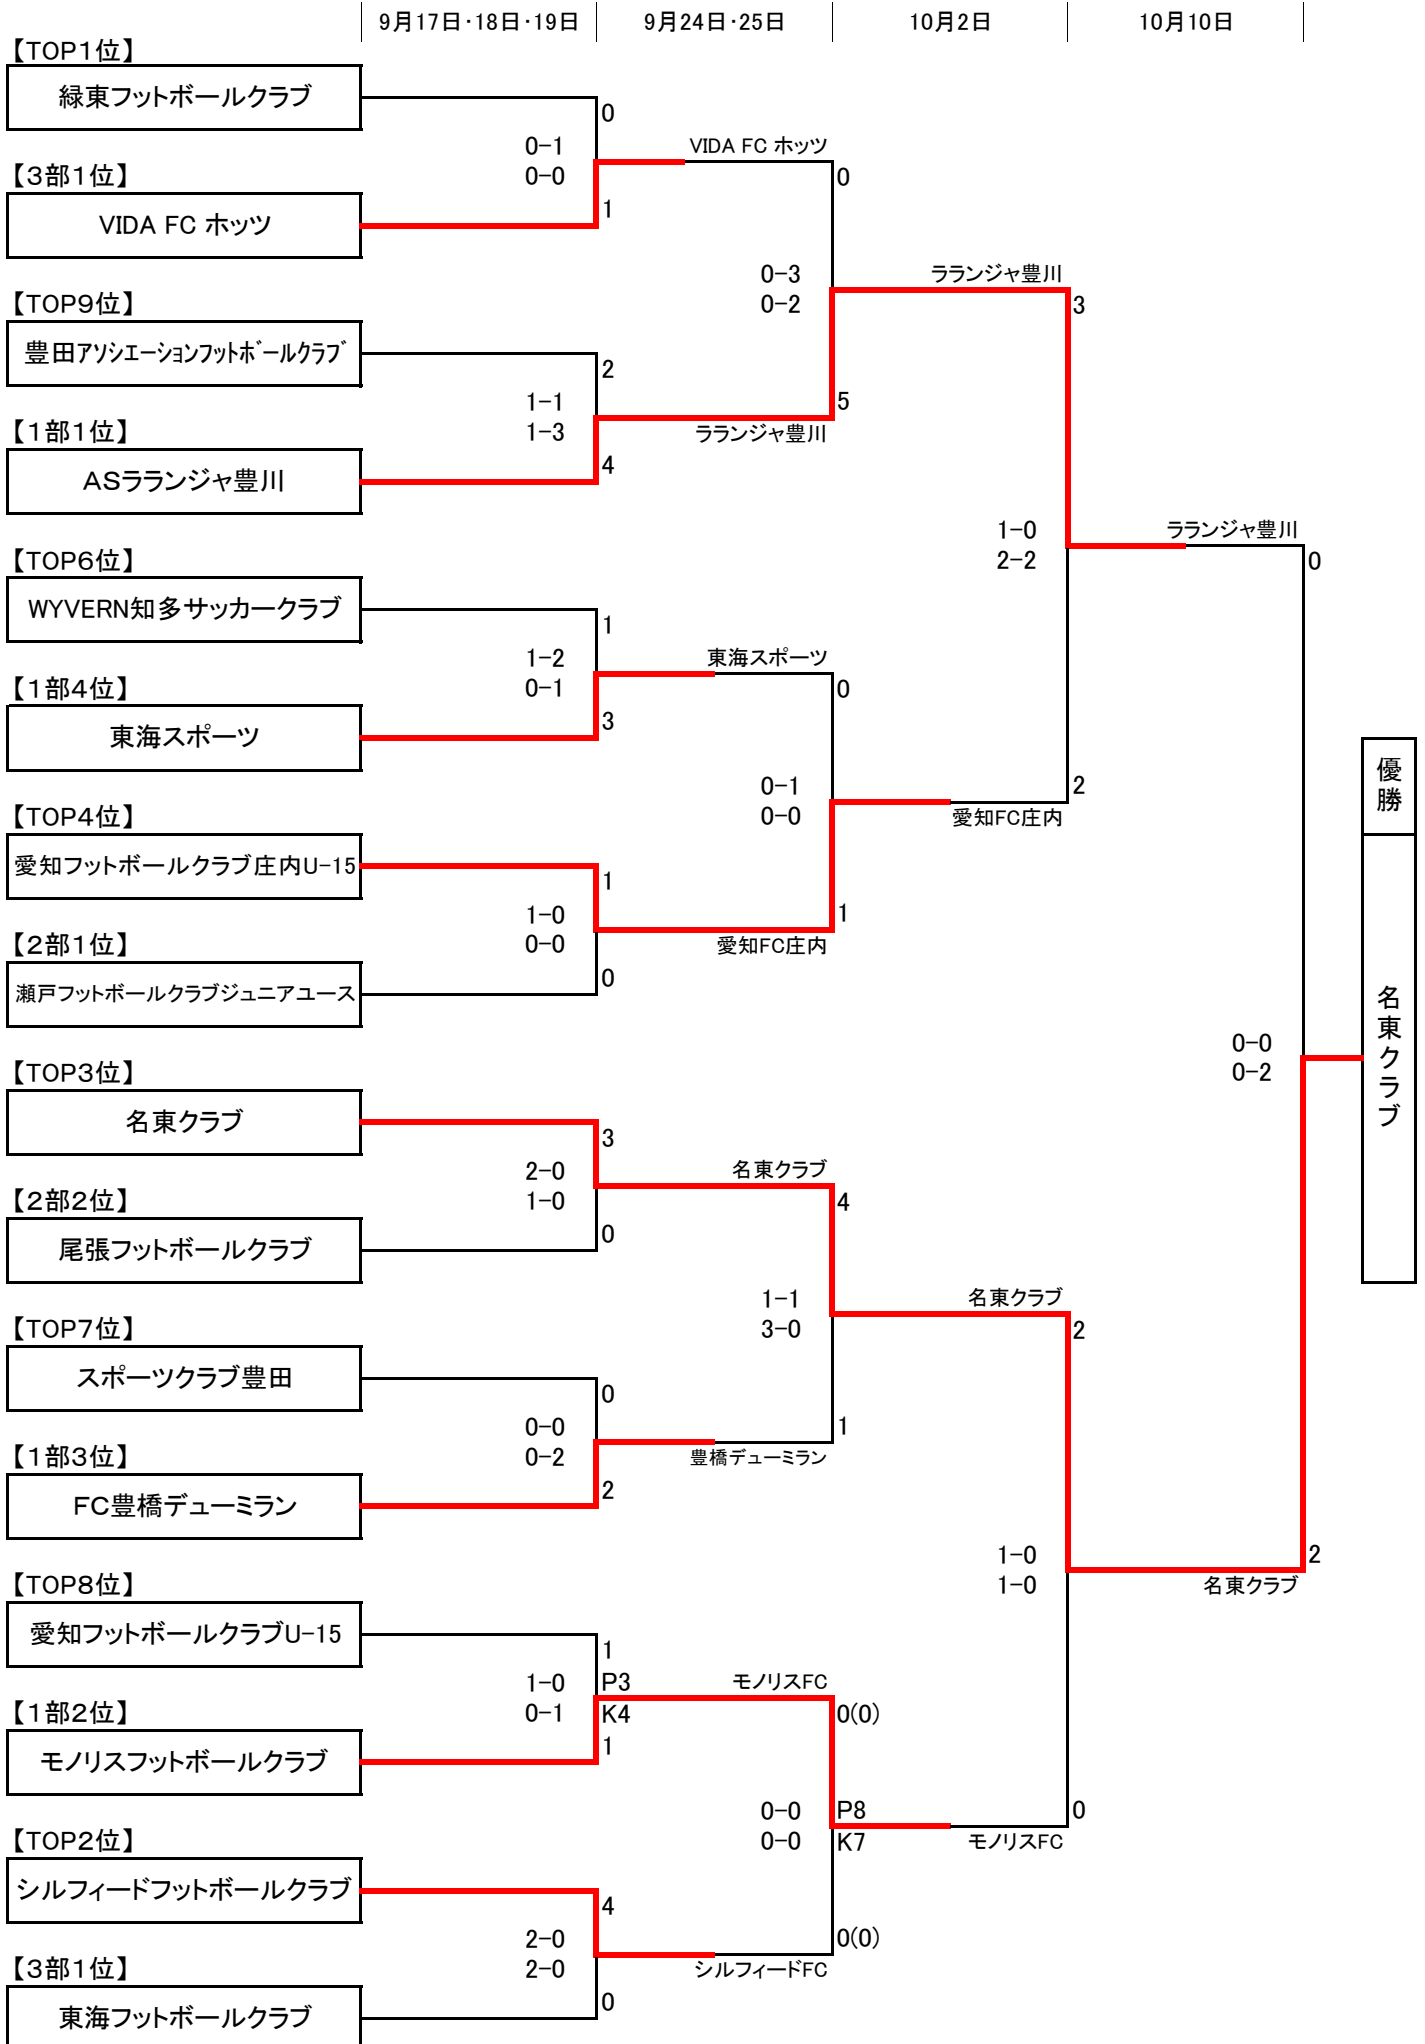 9月17日・18日・19日
9月24日・25日
10月2日
10月10日
【TOP1位】
緑東フットボールクラブ
0
0-1
0-0
VIDA FC ホッツ
0
【3部1位】
VIDA FC ホッツ
1
0-3
0-2
ラランジャ豊川
3
【TOP9位】
豊田アソシエーションフットボールクラブ
2
1-1
1-3
5
ラランジャ豊川
【1部1位】
ASラランジャ豊川
4
1-0
2-2
ラランジャ豊川
0
【TOP6位】
WYVERN知多サッカークラブ
1
1-2
0-1
東海スポーツ
0
【1部4位】
東海スポーツ
3
0-1
0-0
2
愛知FC庄内
【TOP4位】
愛知フットボールクラブ庄内U-15
1
1-0
0-0
1
愛知FC庄内
【2部1位】
瀬戸フットボールクラブジュニアユース
0
0-0
0-2
優勝
名東クラブ
【TOP3位】
名東クラブ
3
2-0
1-0
名東クラブ
4
【2部2位】
尾張フットボールクラブ
0
1-1
3-0
名東クラブ
2
【TOP7位】
スポーツクラブ豊田
0
0-0
0-2
1
豊橋デューミラン
【1部3位】
FC豊橋デューミラン
2
1-0
1-0
2
名東クラブ
【TOP8位】
愛知フットボールクラブU-15
1
1-0
0-1
P3
K4
モノリスFC
0(0)
【1部2位】
モノリスフットボールクラブ
1
0-0
0-0
P8
K7
0
モノリスFC
【TOP2位】
シルフィードフットボールクラブ
4
2-0
2-0
0(0)
シルフィードFC
【3部1位】
東海フットボールクラブ
0